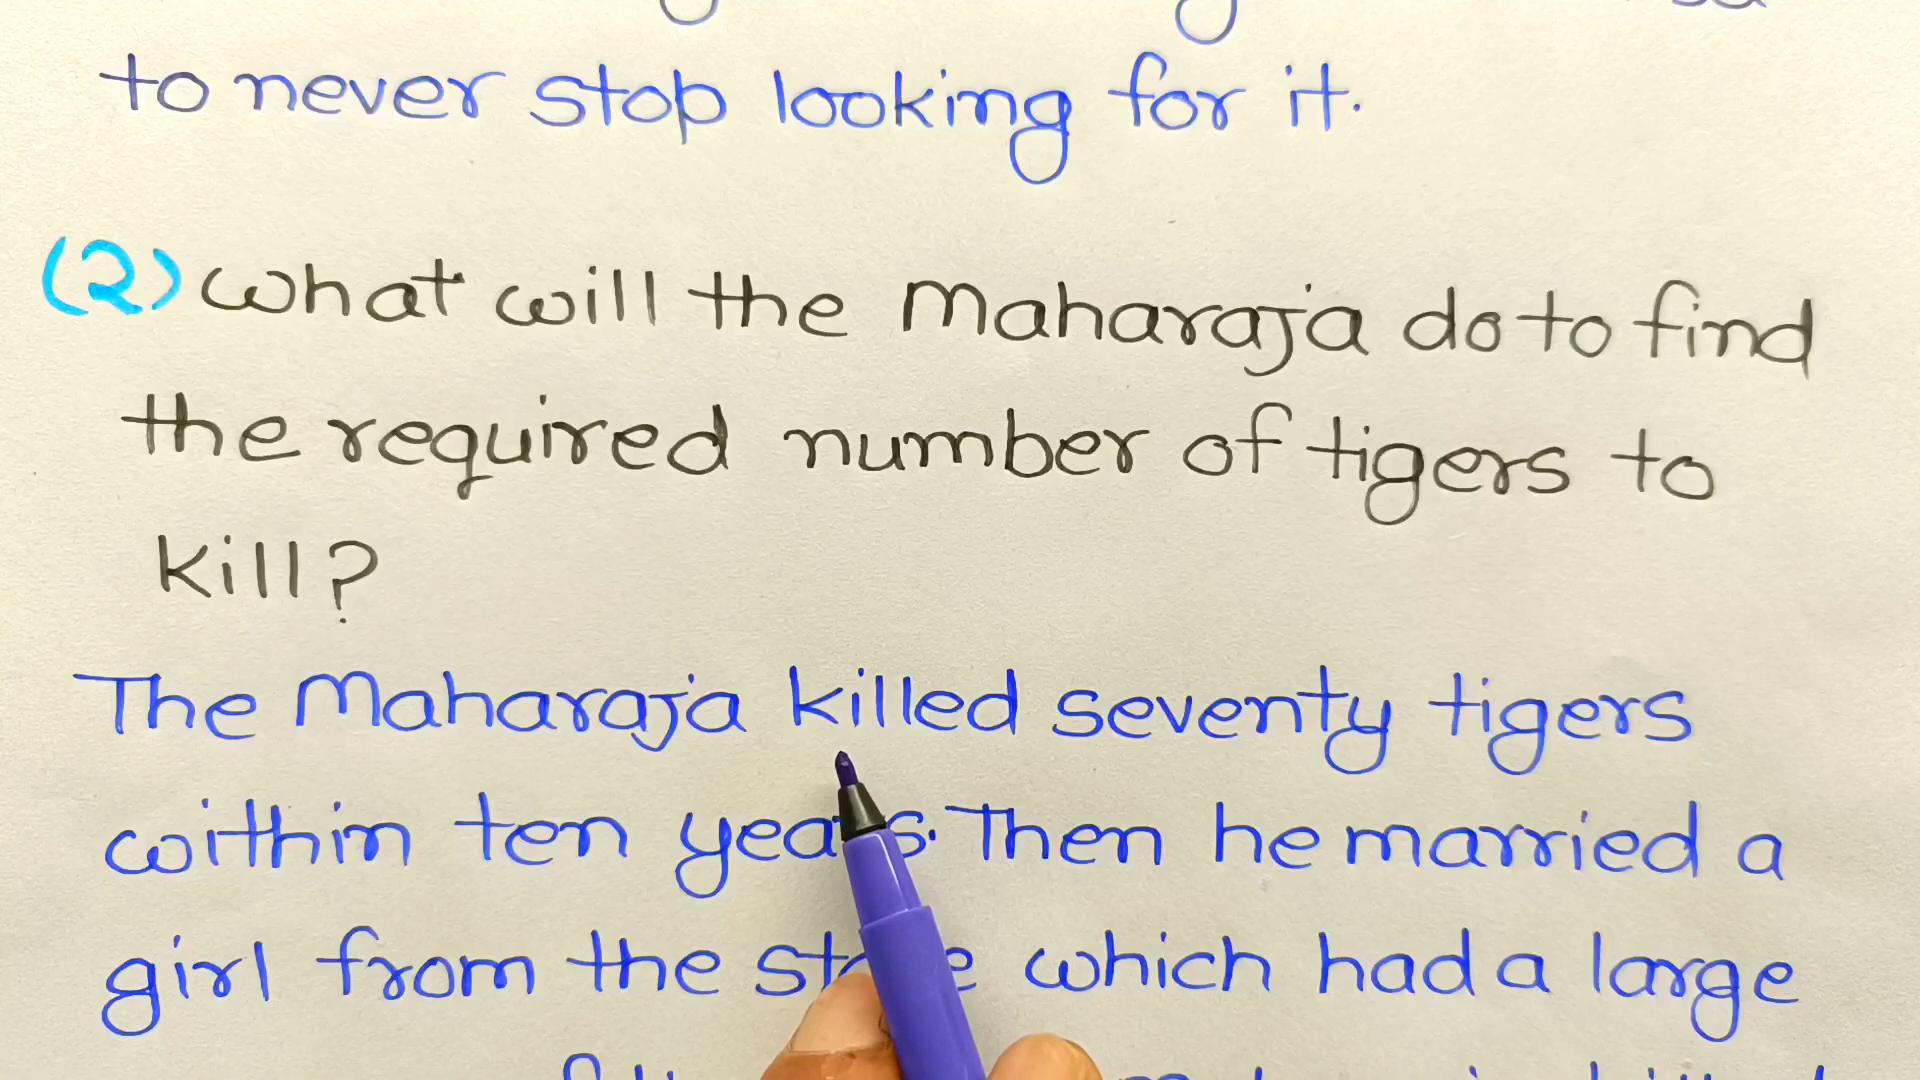 to never stop looking for it.
(2) What will the Maharaja do to find
the required number of tigers to
kill?
The Maharaja killed seventy tigers
within ten years. Then he married a
girl from the state which had a large